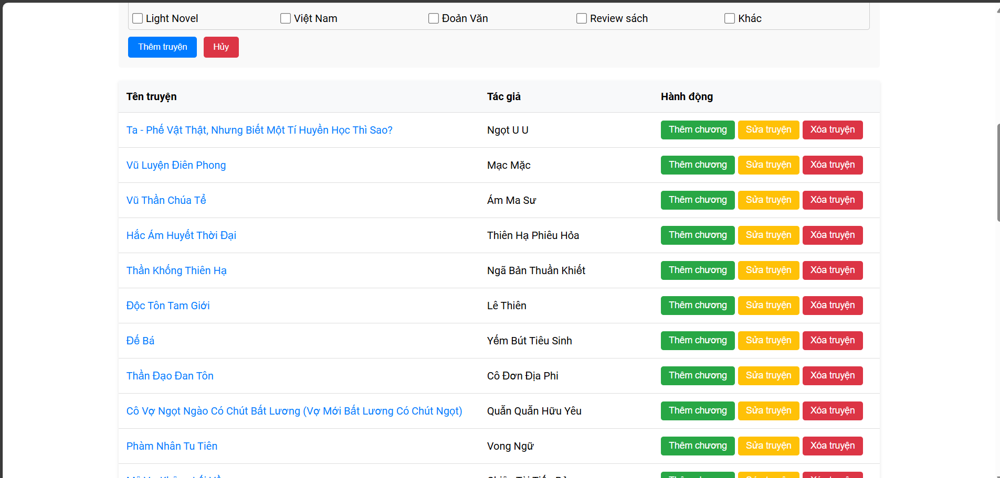 Light Novel Việt Nam Đoản Văn Review sách Khác
Thêm truyện Hủy
Tên truyện Tác giả Hành động
Ta - Phế Vật Thật, Nhưng Biết Một Tí Huyền Học Thì Sao? Ngọt U U Thêm chương Sửa truyện Xóa truyện
Vũ Luyện Điên Phong Mạc Mặc Thêm chương Sửa truyện Xóa truyện
Vũ Thần Chúa Tể Ám Ma Sư Thêm chương Sửa truyện Xóa truyện
Hắc Ám Huyết Thời Đại Thiên Hạ Phiêu Hỏa Thêm chương Sửa truyện Xóa truyện
Thần Khống Thiên Hạ Ngã Bản Thuần Khiết Thêm chương Sửa truyện Xóa truyện
Độc Tôn Tam Giới Lê Thiên Thêm chương Sửa truyện Xóa truyện
Đế Bá Yếm Bút Tiêu Sinh Thêm chương Sửa truyện Xóa truyện
Thần Đạo Đan Tôn Cô Đơn Địa Phi Thêm chương Sửa truyện Xóa truyện
Cô Vợ Ngọt Ngào Có Chút Bất Lương (Vợ Mới Bất Lương Có Chút Ngọt) Quẫn Quẫn Hữu Yêu Thêm chương Sửa truyện Xóa truyện
Phàm Nhân Tu Tiên Vong Ngữ Thêm chương Sửa truyện Xóa truyện